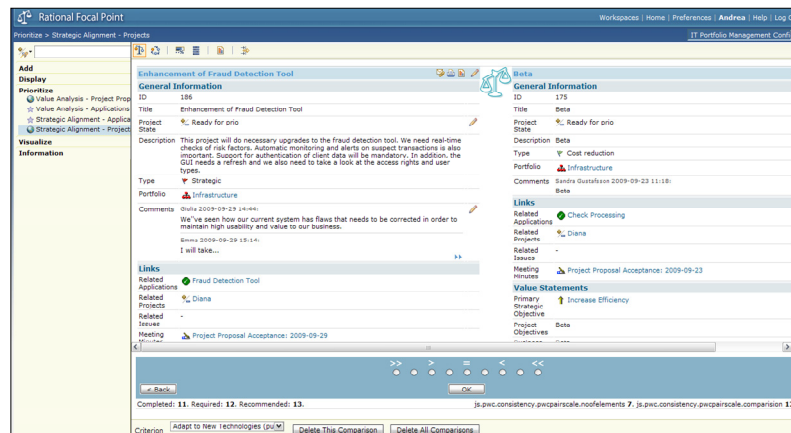 Rational Focal Point
Workspaces | Home | Preferences | Andrea | Help | Log
Prioritize > Strategic Alignment - Projects
IT Portfolio Management Confi
Add
Display
Prioritize
Value Analysis - Project Prop
Value Analysis - Applications
Strategic Alignment - Applica
Strategic Alignment - Project
Visualize
Information
Enhancement of Fraud Detection Tool
General Information
ID 186
Title Enhancement of Fraud Detection Tool
Project State Ready for prio
Description This project will do necessary upgrades to the fraud detection tool. We need real-time
checks of risk factors. Automatic monitoring and alerts on suspect transactions is also
important. Support for authentication of client data will be mandatory. In addition, the
GUI needs a refresh and we also need to take a look at the access rights and user
types.
Type Strategic
Portfolio Infrastructure
Comments Giulia 2009-09-29 14:44:
We"ve seen how our current system has flaws that needs to be corrected in order to
maintain high usability and value to our business.
Emma 2009-09-29 15:14:
I will take...
Links
Related Applications Fraud Detection Tool
Related Projects Diana
Related Issues -
Meeting Minutes Project Proposal Acceptance: 2009-09-29
Beta
General Information
ID 175
Title Beta
Project State Ready for prio
Description Beta
Type Cost reduction
Portfolio Infrastructure
Comments Sandra Gustafsson 2009-09-23 11:18:
Beta
Links
Related Applications Check Processing
Related Projects Diana
Related Issues -
Meeting Minutes Project Proposal Acceptance: 2009-09-23
Value Statements
Primary Strategic Objective Increase Efficiency
Project Objectives Beta
>> > = < <<
< Back
OK
Completed: 11. Required: 12. Recommended: 13.
js.pwc.consistency.pwcpairscale.noofelements 7. js.pwc.consistency.pwcpairscale.comparision 1
Criterion Adapt to New Technologies (pu
Delete This Comparison
Delete All Comparisons